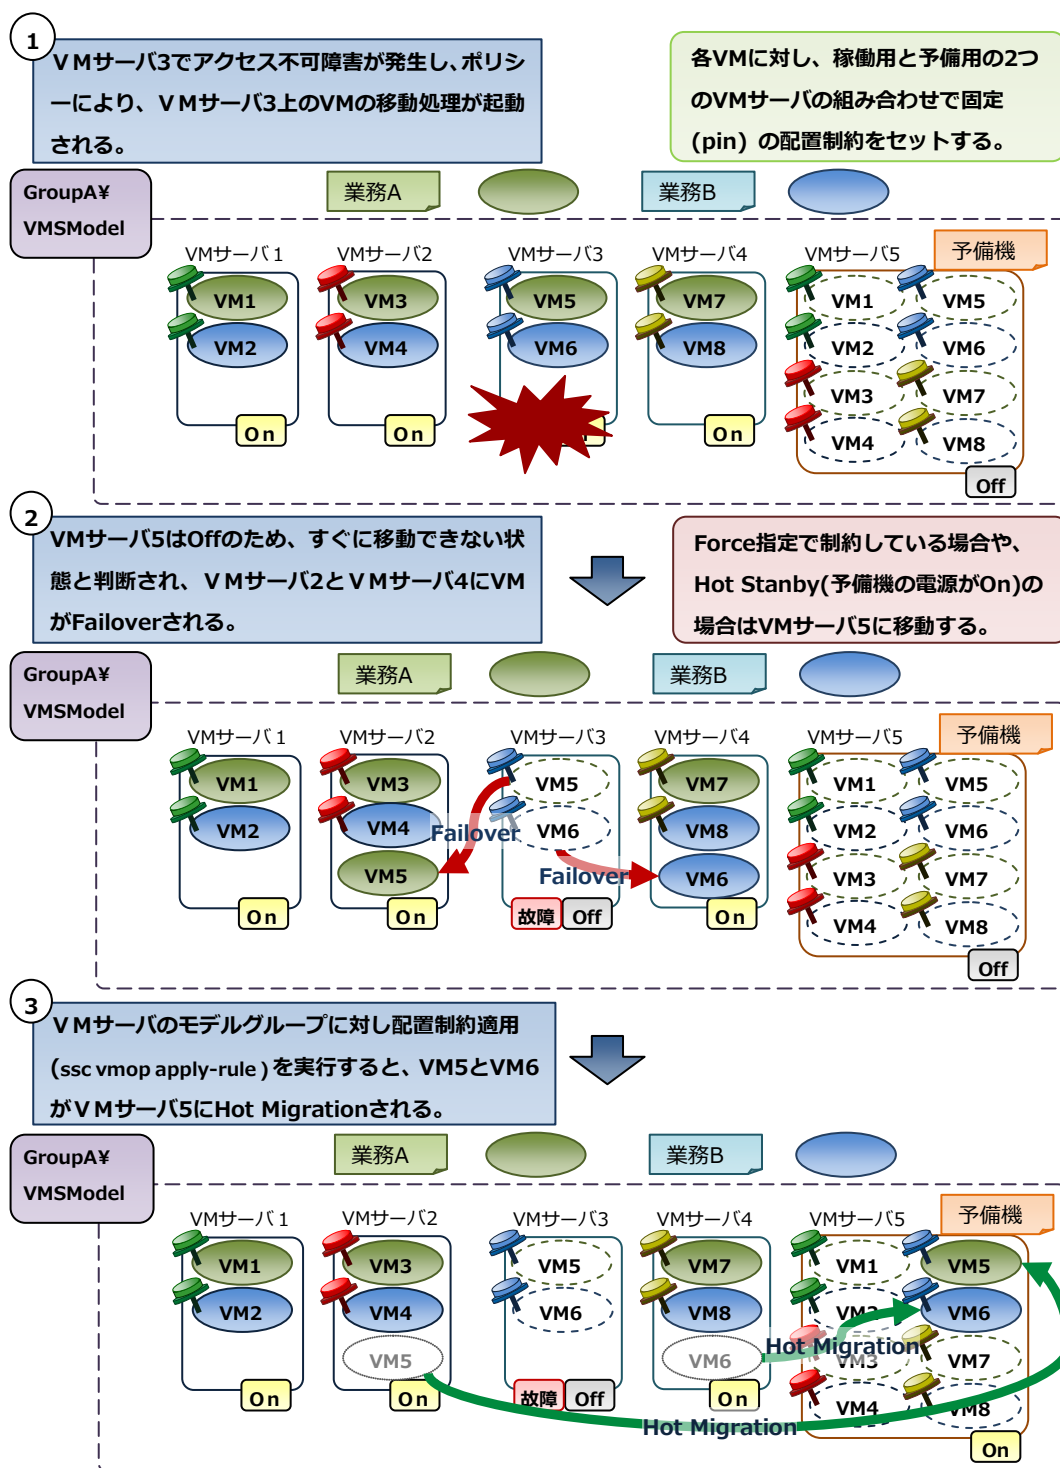 1
ＶＭサーバ3でアクセス不可障害が発生し、ポリシ
ーにより、ＶＭサーバ3上のVMの移動処理が起動
される。
各VMに対し、稼働用と予備用の2つ
のVMサーバの組み合わせで固定
(pin) の配置制約をセットする。
GroupA¥
VMSModel
業務A
業務B
予備機
VMサーバ 1
VMサーバ2
VMサーバ3
VMサーバ4
VMサーバ5
VM1
VM3
VM5
VM7
VM1
VM5
VM2
VM4
VM6
VM8
VM2
VM6
VM3
VM7
VM4
VM8
On
On
On
Off
2
VMサーバ5はOffのため、すぐに移動できない状
態と判断され、ＶＭサーバ2とＶＭサーバ4にVM
がFailoverされる。
Force指定で制約している場合や、
Hot Stanby(予備機の電源がOn)の
場合はVMサーバ5に移動する。
GroupA¥
VMSModel
業務A
業務B
予備機
VMサーバ 1
VMサーバ2
VMサーバ3
VMサーバ4
VMサーバ5
VM1
VM3
VM5
VM7
VM1
VM5
VM2
VM4
Failover
VM6
VM8
VM2
VM6
VM5
Failover
VM6
VM3
VM7
VM4
VM8
On
On
故障
Off
On
Off
3
ＶＭサーバのモデルグループに対し配置制約適用
(ssc vmop apply-rule ) を実行すると、VM5とVM6
がＶＭサーバ5にHot Migrationされる。
GroupA¥
VMSModel
業務A
業務B
予備機
VMサーバ 1
VMサーバ2
VMサーバ3
VMサーバ4
VMサーバ5
VM1
VM3
VM5
VM7
VM1
VM5
VM2
VM4
VM6
VM8
VM2
VM6
VM5
VM6
Hot Migration
VM3
VM7
VM4
VM8
On
On
故障
Off
On
Hot Migration
On